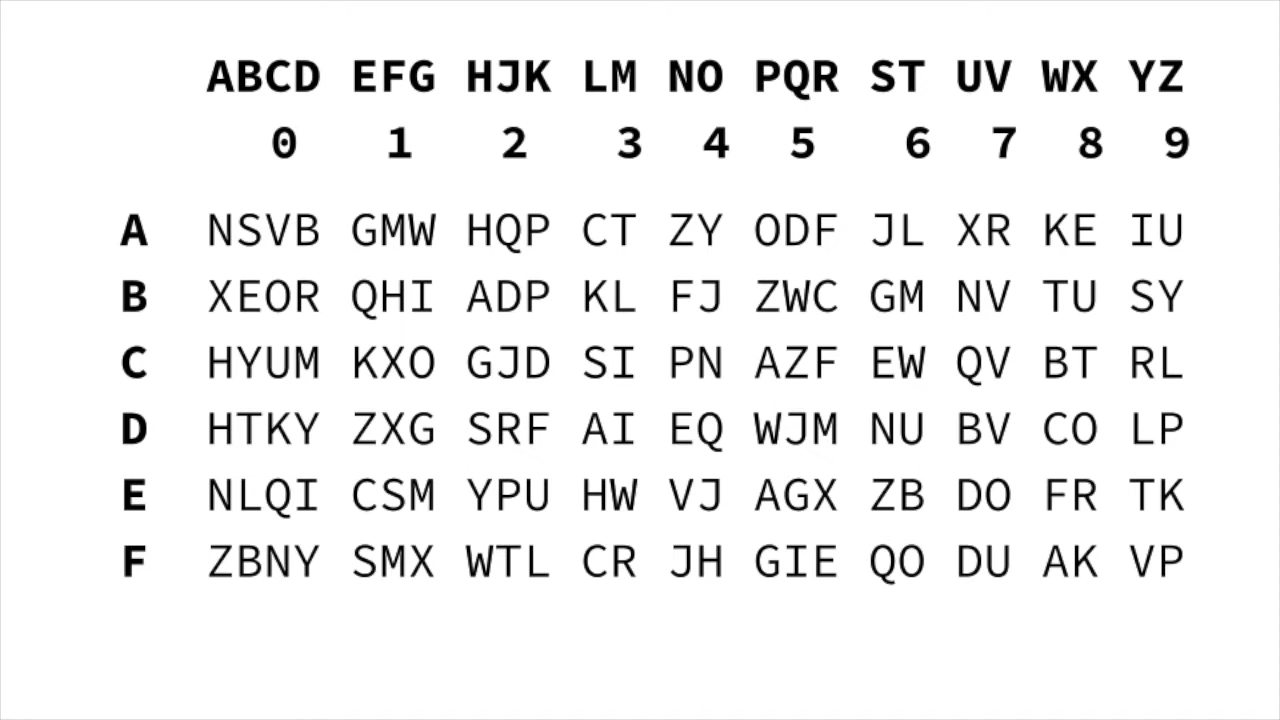 ABCD EFG HJK LM NO PQR ST UV WX YZ
0 1 2 3 4 5 6 7 8 9
A NSVB GMW HQP CT ZY ODF JL XR KE IU
B XEOR QHI ADP KL FJ ZWC GM NV TU SY
C HYUM KXO GJD SI PN AZF EW QV BT RL
D HTKY ZXG SRF AI EQ WJM NU BV CO LP
E NLQI CSM YPU HW VJ AGX ZB DO FR TK
F ZBNY SMX WTL CR JH GIE QO DU AK VP